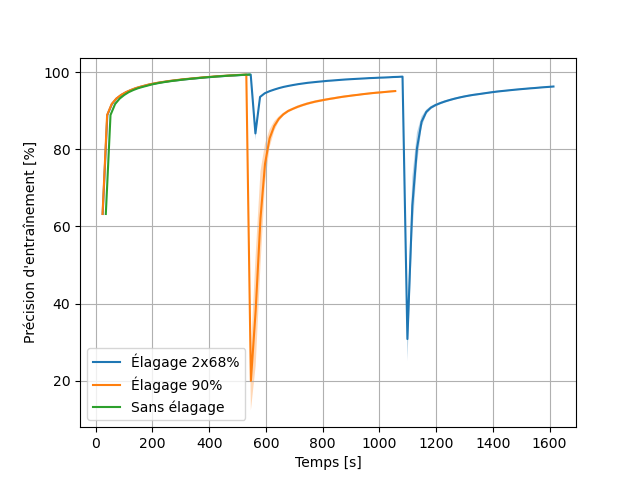 100
80
60
40
20
Précision d'entraînement [%]
Élagage 2x68%
Élagage 90%
Sans élagage
0 200 400 600 800 1000 1200 1400 1600
Temps [s]